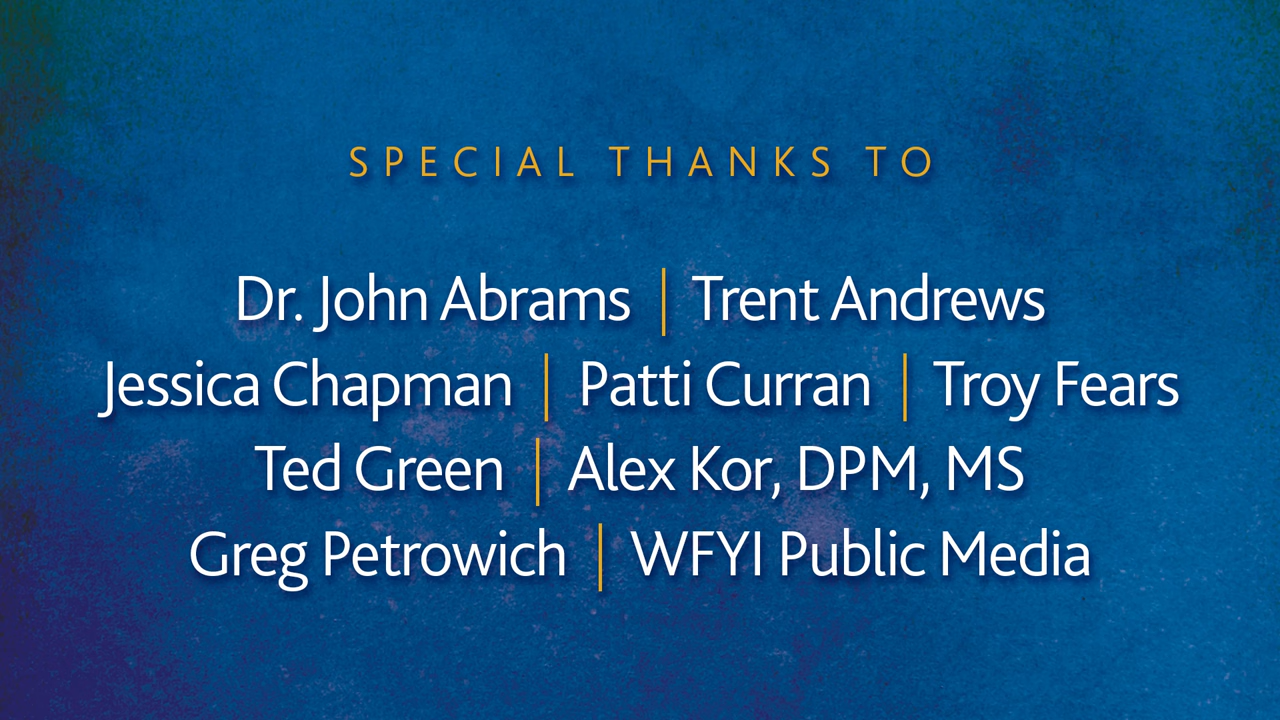 SPECIAL THANKS TO
Dr. John Abrams | Trent Andrews
Jessica Chapman | Patti Curran | Troy Fears
Ted Green | Alex Kor, DPM, MS
Greg Petrowich | WFYI Public Media